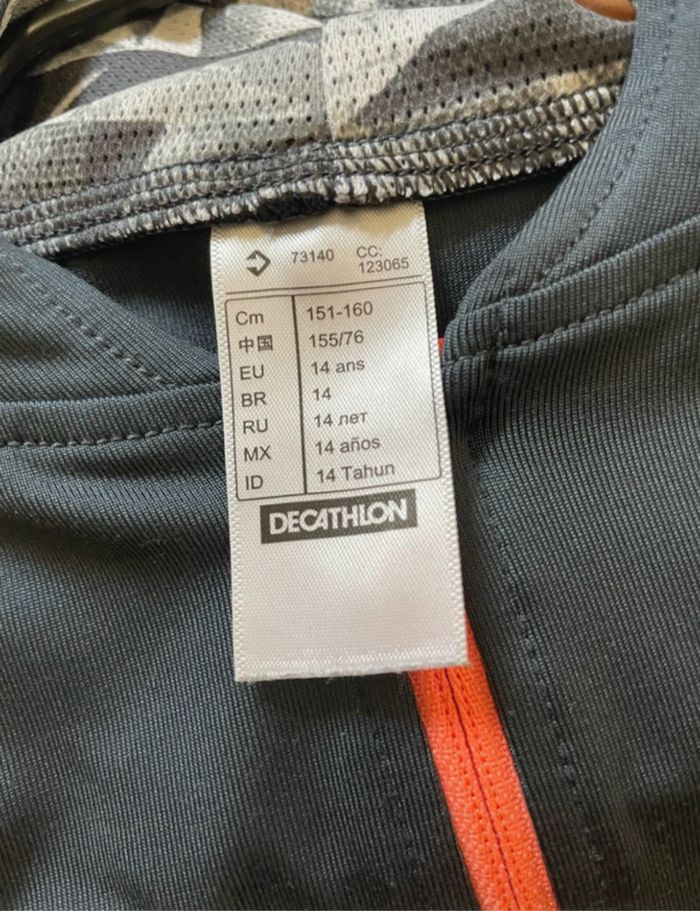 73140 CC:
123065
Cm 151-160
中国 155/76
EU 14 ans
BR 14
RU 14 лет
MX 14 años
ID 14 Tahun
DECATHLON